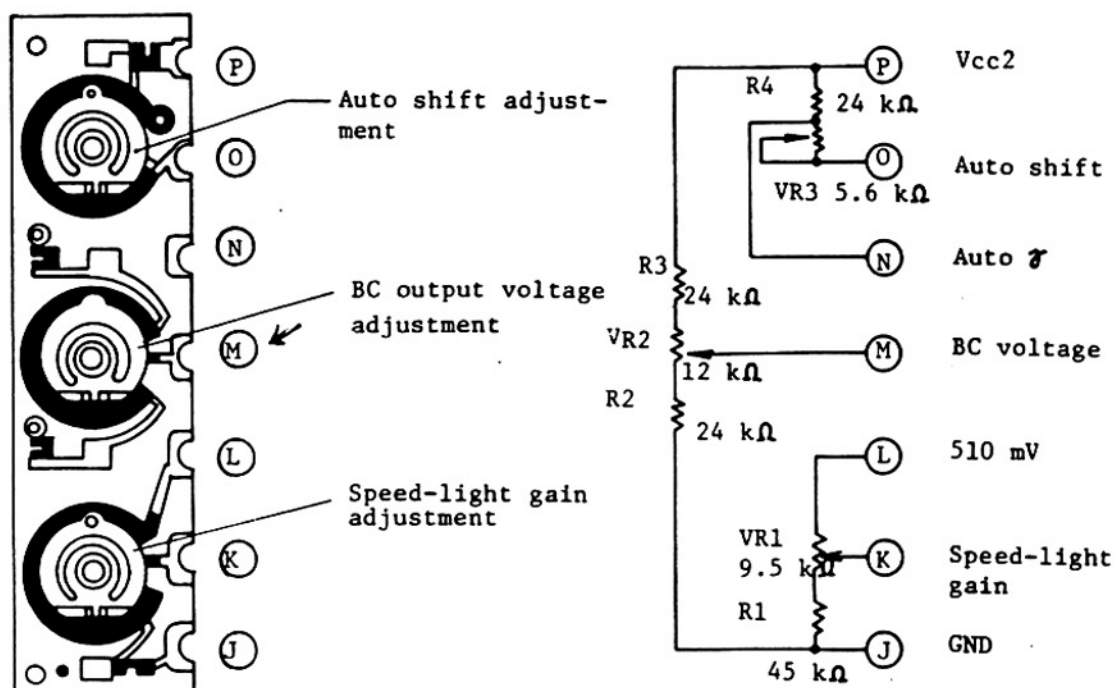 P
Auto shift adjust-
ment
O
N
BC output voltage
adjustment
M
L
Speed-light gain
adjustment
K
J
P Vcc2
R4
24 kΩ
O Auto shift
VR3 5.6 kΩ
N Auto γ
R3
24 kΩ
VR2
M BC voltage
12 kΩ
R2
24 kΩ
L 510 mV
VR1
9.5 kΩ
K Speed-light
gain
R1
J GND
45 kΩ